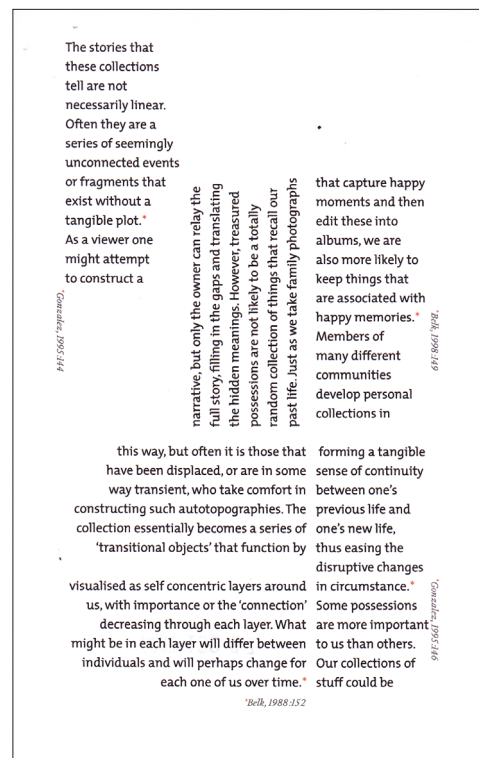 The stories that
these collections
tell are not
necessarily linear.
Often they are a
series of seemingly
unconnected events
or fragments that
exist without a
tangible plot.*
As a viewer one
might attempt
to construct a
*Gonzalez, 1995:144
narrative, but only the owner can relay the
full story, filling in the gaps and translating
the hidden meanings. However, treasured
possessions are not likely to be a totally
random collection of things that recall our
past life. Just as we take family photographs
that capture happy
moments and then
edit these into
albums, we are
also more likely to
keep things that
are associated with
happy memories.*
Members of
many different
communities
develop personal
collections in
*Belk, 1998:149
this way, but often it is those that
have been displaced, or are in some
way transient, who take comfort in
constructing such autotopographies. The
collection essentially becomes a series of
‘transitional objects’ that function by
forming a tangible
sense of continuity
between one’s
previous life and
one’s new life,
thus easing the
disruptive changes
in circumstance.*
Some possessions
are more important
to us than others.
Our collections of
stuff could be
*Gonzalez, 1995:146
visualised as self concentric layers around
us, with importance or the ‘connection’
decreasing through each layer. What
might be in each layer will differ between
individuals and will perhaps change for
each one of us over time.*
*Belk, 1988:152